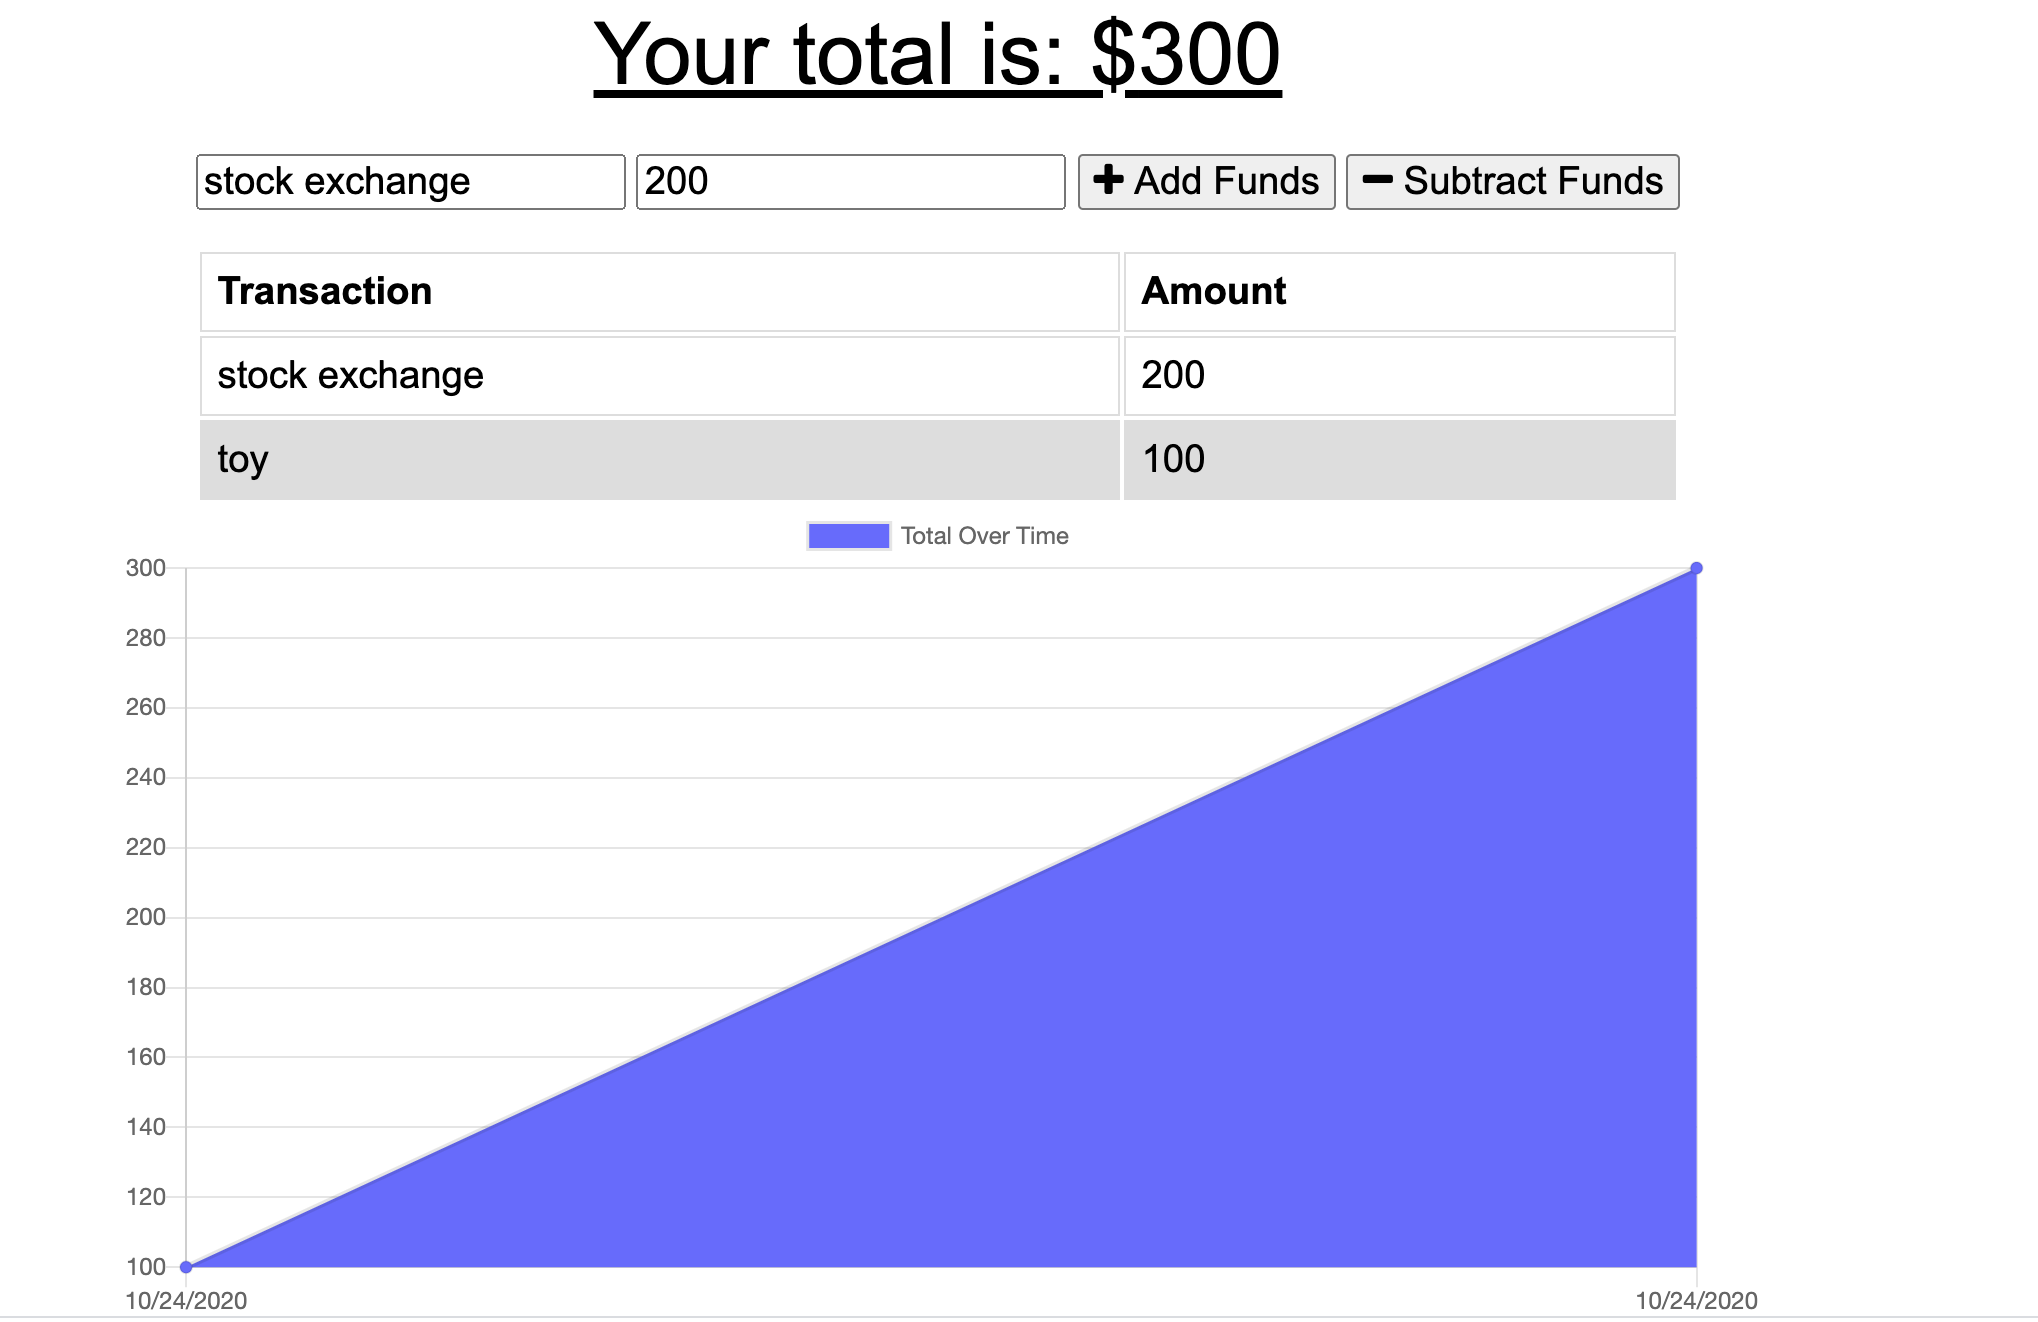 Your total is: $300
stock exchange 200 Add Funds Subtract Funds
Transaction Amount
stock exchange 200
toy 100
Total Over Time
300
280
260
240
220
200
180
160
140
120
100
10/24/2020 10/24/2020